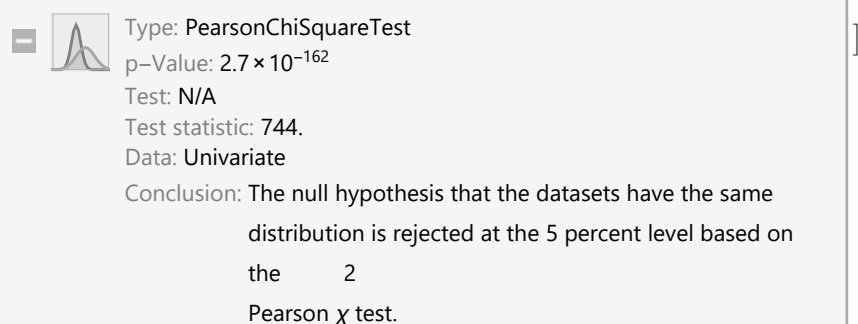 Type: PearsonChiSquareTest
p–Value: 2.7 × 10⁻¹⁶²
Test: N/A
Test statistic: 744.
Data: Univariate
Conclusion: The null hypothesis that the datasets have the same
distribution is rejected at the 5 percent level based on
the 2
Pearson χ test.
]